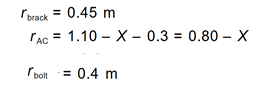 r_brack = 0.45 m
r_AC = 1.10 – X – 0.3 = 0.80 – X
r_bolt = 0.4 m